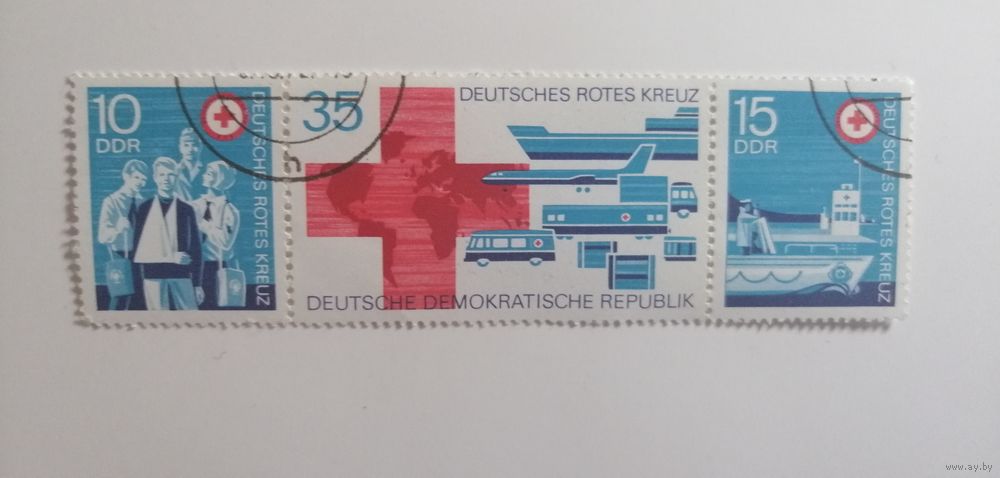 10
DDR
DEUTSCHES ROTES KREUZ
35
DEUTSCHES ROTES KREUZ
DEUTSCHE DEMOKRATISCHE REPUBLIK
15
DDR
DEUTSCHES ROTES KREUZ
www.ay.by